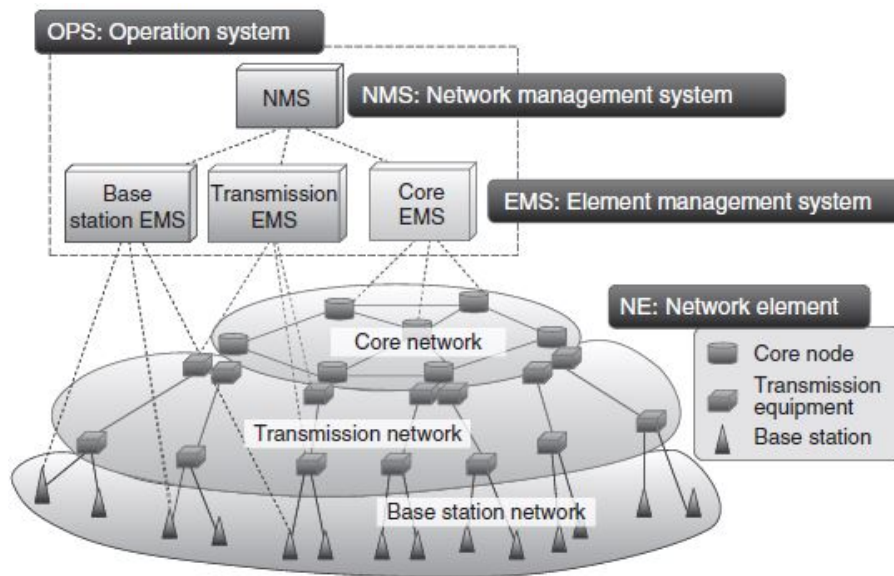 OPS: Operation system
NMS
NMS: Network management system
Base
station EMS
Transmission
EMS
Core
EMS
EMS: Element management system
NE: Network element
Core network
Core node
Transmission
equipment
Base station
Transmission network
Base station network